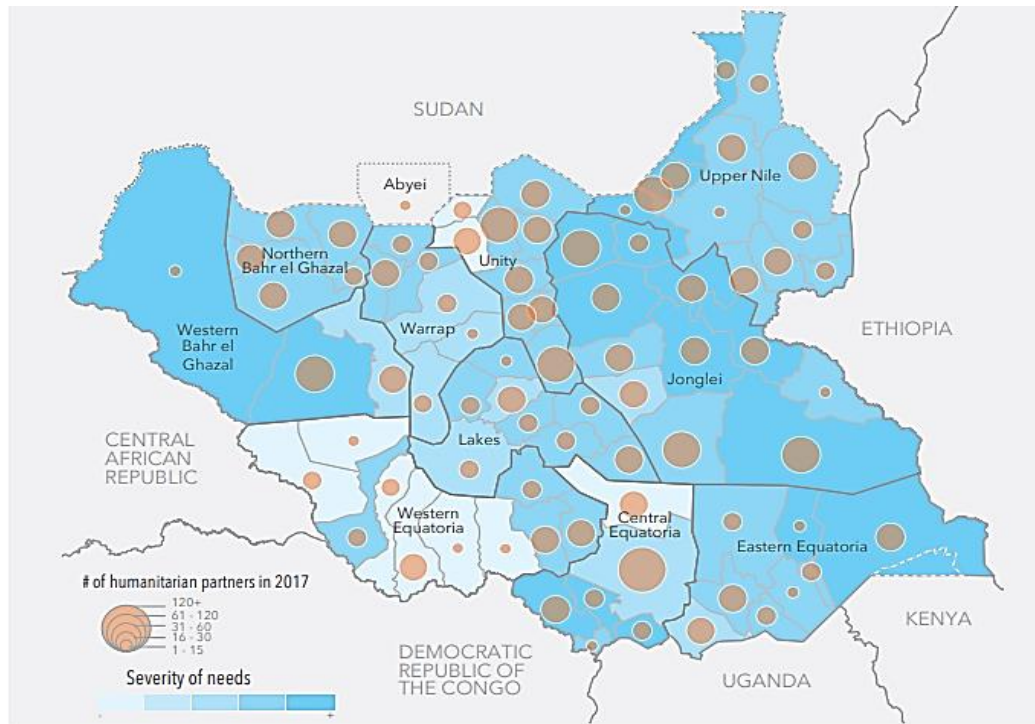 SUDAN
Abyei
Upper Nile
Northern
Bahr el Ghazal
Unity
ETHIOPIA
Warrap
Western
Bahr el
Ghazal
Jonglei
CENTRAL
AFRICAN
REPUBLIC
Lakes
Western
Equatoria
Central
Equatoria
Eastern Equatoria
# of humanitarian partners in 2017
120+
61 - 120
31 - 60
16 - 30
1 - 15
KENYA
DEMOCRATIC
REPUBLIC OF
THE CONGO
UGANDA
Severity of needs
- +